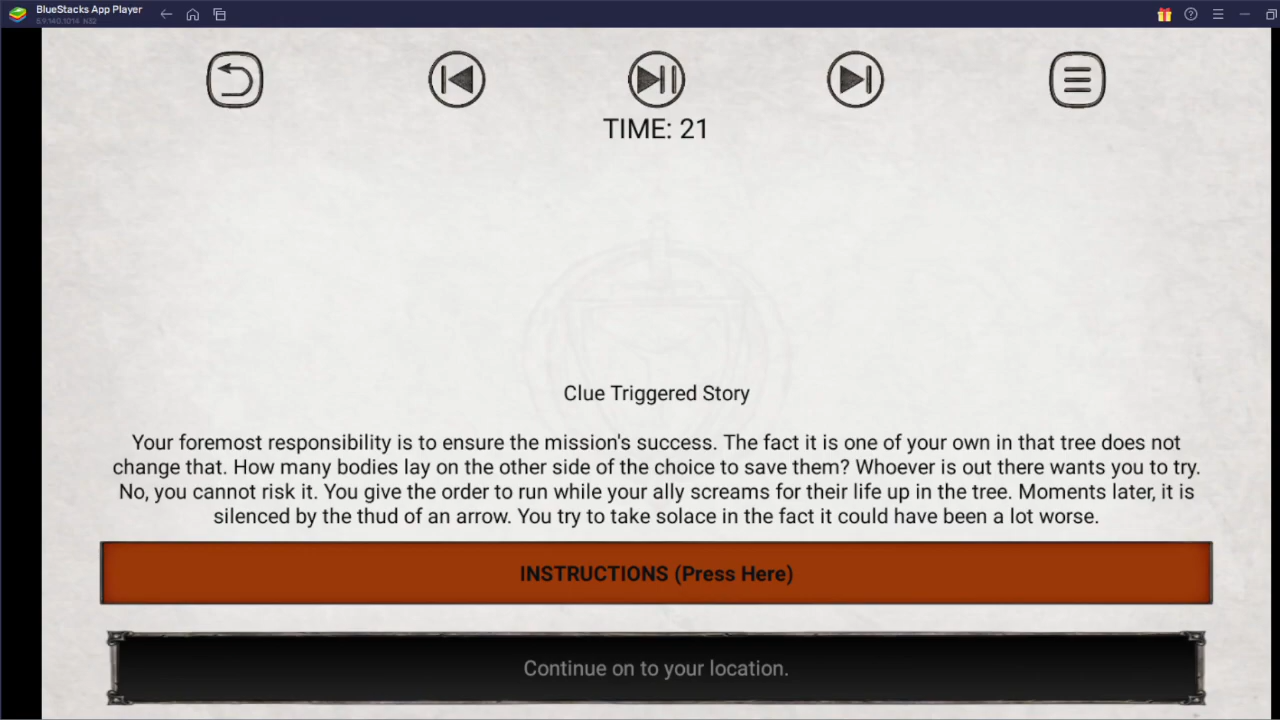 BlueStacks App Player
5.9.140.1014 N32
TIME: 21
Clue Triggered Story
Your foremost responsibility is to ensure the mission's success. The fact it is one of your own in that tree does not
change that. How many bodies lay on the other side of the choice to save them? Whoever is out there wants you to try.
No, you cannot risk it. You give the order to run while your ally screams for their life up in the tree. Moments later, it is
silenced by the thud of an arrow. You try to take solace in the fact it could have been a lot worse.
INSTRUCTIONS (Press Here)
Continue on to your location.